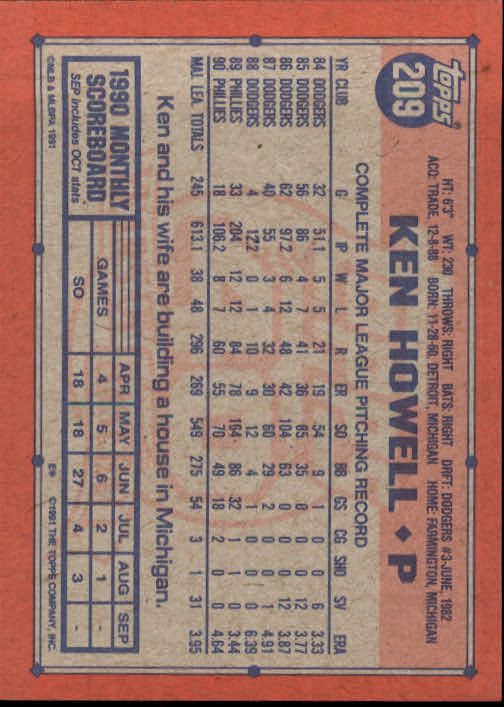 TOPPS
209
HT: 6'3" WT: 230 THROWS: RIGHT BATS: RIGHT DRFT: DODGERS #3-JUNE, 1982
ACQ: TRADE, 12-8-88 BORN: 11-28-60, DETROIT, MICHIGAN HOME: FARMINGTON, MICHIGAN
KEN HOWELL • P
COMPLETE MAJOR LEAGUE PITCHING RECORD
YR CLUB G IP W L R ER SO BB GS CG SHO SV ERA
84 DODGERS 32 51.1 5 5 21 19 54 9 1 0 0 6 3.33
85 DODGERS 56 86 4 7 41 36 65 35 0 0 0 12 3.77
86 DODGERS 62 97.2 6 12 48 42 104 63 0 0 0 12 3.87
87 DODGERS 40 55 3 4 32 30 60 29 2 0 0 1 4.91
88 DODGERS 4 12.2 0 1 10 9 12 4 1 0 0 0 6.39
89 PHILLIES 33 204 12 12 84 78 164 86 32 1 1 0 3.44
90 PHILLIES 18 106.2 8 7 60 55 70 49 18 2 0 0 4.64
MAJ. LEA. TOTALS 245 613.1 38 48 296 269 549 275 54 3 1 31 3.95
Ken and his wife are building a house in Michigan.
1990 MONTHLY
SCOREBOARD
SEP includes OCT stats
APR MAY JUN JUL AUG SEP
GAMES 4 5 6 2 1 -
SO 18 18 27 4 3 -
©MLB & MLBPA 1991
E* ©1991 THE TOPPS COMPANY, INC.